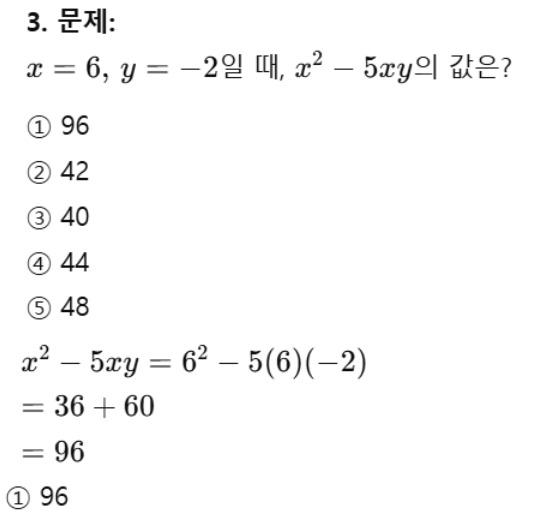 3. 문제:
x = 6, y = −2일 때, x² − 5xy의 값은?
① 96
② 42
③ 40
④ 44
⑤ 48
x² − 5xy = 6² − 5(6)(−2)
= 36 + 60
= 96
① 96